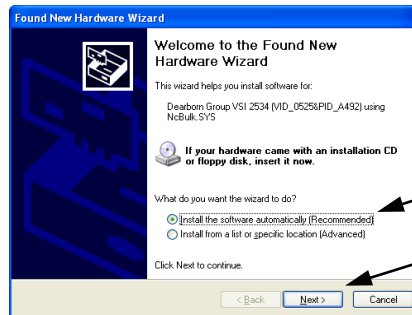 Found New Hardware Wizard
Welcome to the Found New
Hardware Wizard
This wizard helps you install software for:
Dearborn Group VSI 2534 (VID_0525&PID_A492) using
NcBulk.SYS
If your hardware came with an installation CD
or floppy disk, insert it now.
What do you want the wizard to do?
Install the software automatically (Recommended)
Install from a list or specific location (Advanced)
Click Next to continue.
< Back Next > Cancel